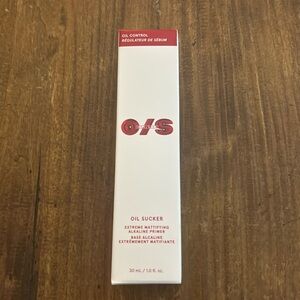 OIL CONTROL
RÉGULATEUR DE SÉBUM
O/S
OIL SUCKER
EXTREME MATTIFYING
ALKALINE PRIMER
BASE ALCALINE
EXTRÊMEMENT MATIFIANTE
30 mL / 1.0 fl. oz.